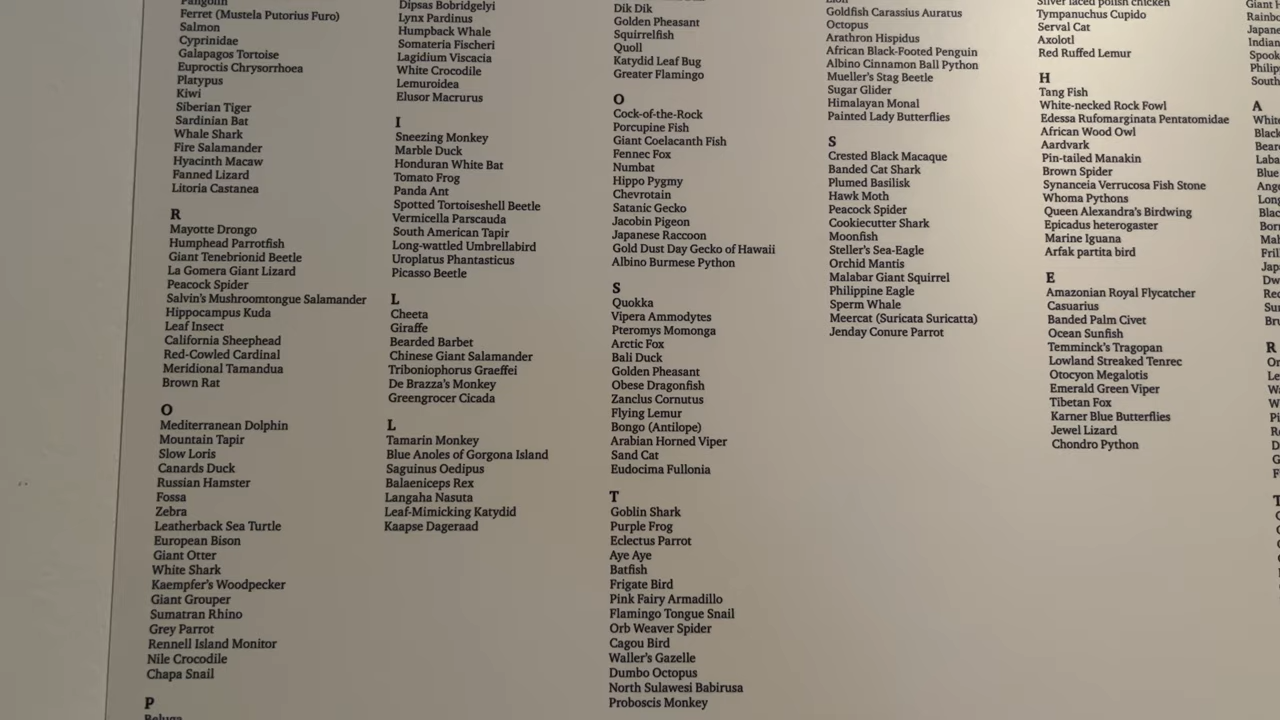 Pangolin
Ferret (Mustela Putorius Furo)
Salmon
Cyprinidae
Galapagos Tortoise
Euproctis Chrysorrhoea
Platypus
Kiwi
Siberian Tiger
Sardinian Bat
Whale Shark
Fire Salamander
Hyacinth Macaw
Fanned Lizard
Litoria Castanea
R
Mayotte Drongo
Humphead Parrotfish
Giant Tenebrionid Beetle
La Gomera Giant Lizard
Peacock Spider
Salvin's Mushroomtongue Salamander
Hippocampus Kuda
Leaf Insect
California Sheephead
Red-Cowled Cardinal
Meridional Tamandua
Brown Rat
O
Mediterranean Dolphin
Mountain Tapir
Slow Loris
Canards Duck
Russian Hamster
Fossa
Zebra
Leatherback Sea Turtle
European Bison
Giant Otter
White Shark
Kaempfer's Woodpecker
Giant Grouper
Sumatran Rhino
Grey Parrot
Rennell Island Monitor
Nile Crocodile
Chapa Snail
P
Beluga
Dipsas Bobridgelyi
Lynx Pardinus
Humpback Whale
Somateria Fischeri
Lagidium Viscacia
White Crocodile
Lemuroidea
Elusor Macrurus
I
Sneezing Monkey
Marble Duck
Honduran White Bat
Tomato Frog
Panda Ant
Spotted Tortoiseshell Beetle
Vermicella Parscauda
South American Tapir
Long-wattled Umbrellabird
Uroplatus Phantasticus
Picasso Beetle
L
Cheeta
Giraffe
Bearded Barbet
Chinese Giant Salamander
Triboniophorus Graeffei
De Brazza's Monkey
Greengrocer Cicada
L
Tamarin Monkey
Blue Anoles of Gorgona Island
Saguinus Oedipus
Balaeniceps Rex
Langaha Nasuta
Leaf-Mimicking Katydid
Kaapse Dageraad
Dik Dik
Golden Pheasant
Squirrelfish
Quoll
Katydid Leaf Bug
Greater Flamingo
O
Cock-of-the-Rock
Porcupine Fish
Giant Coelacanth Fish
Fennec Fox
Numbat
Hippo Pygmy
Chevrotain
Satanic Gecko
Jacobin Pigeon
Japanese Raccoon
Gold Dust Day Gecko of Hawaii
Albino Burmese Python
S
Quokka
Vipera Ammodytes
Pteromys Momonga
Arctic Fox
Bali Duck
Golden Pheasant
Obese Dragonfish
Zanclus Cornutus
Flying Lemur
Bongo (Antilope)
Arabian Horned Viper
Sand Cat
Eudocima Fullonia
T
Goblin Shark
Purple Frog
Eclectus Parrot
Aye Aye
Batfish
Frigate Bird
Pink Fairy Armadillo
Flamingo Tongue Snail
Orb Weaver Spider
Cagou Bird
Waller's Gazelle
Dumbo Octopus
North Sulawesi Babirusa
Proboscis Monkey
Lion
Goldfish Carassius Auratus
Octopus
Arathron Hispidus
African Black-Footed Penguin
Albino Cinnamon Ball Python
Mueller's Stag Beetle
Sugar Glider
Himalayan Monal
Painted Lady Butterflies
S
Crested Black Macaque
Banded Cat Shark
Plumed Basilisk
Hawk Moth
Peacock Spider
Cookiecutter Shark
Moonfish
Steller's Sea-Eagle
Orchid Mantis
Malabar Giant Squirrel
Philippine Eagle
Sperm Whale
Meercat (Suricata Suricatta)
Jenday Conure Parrot
Silver laced polish chicken
Tympanuchus Cupido
Serval Cat
Axolotl
Red Ruffed Lemur
H
Tang Fish
White-necked Rock Fowl
Edessa Rufomarginata Pentatomidae
African Wood Owl
Aardvark
Pin-tailed Manakin
Brown Spider
Synanceia Verrucosa Fish Stone
Whoma Pythons
Queen Alexandra's Birdwing
Epicadus heterogaster
Marine Iguana
Arfak partita bird
E
Amazonian Royal Flycatcher
Casuarius
Banded Palm Civet
Ocean Sunfish
Temminck's Tragopan
Lowland Streaked Tenrec
Otocyon Megalotis
Emerald Green Viper
Tibetan Fox
Karner Blue Butterflies
Jewel Lizard
Chondro Python
Giant
A
R
T